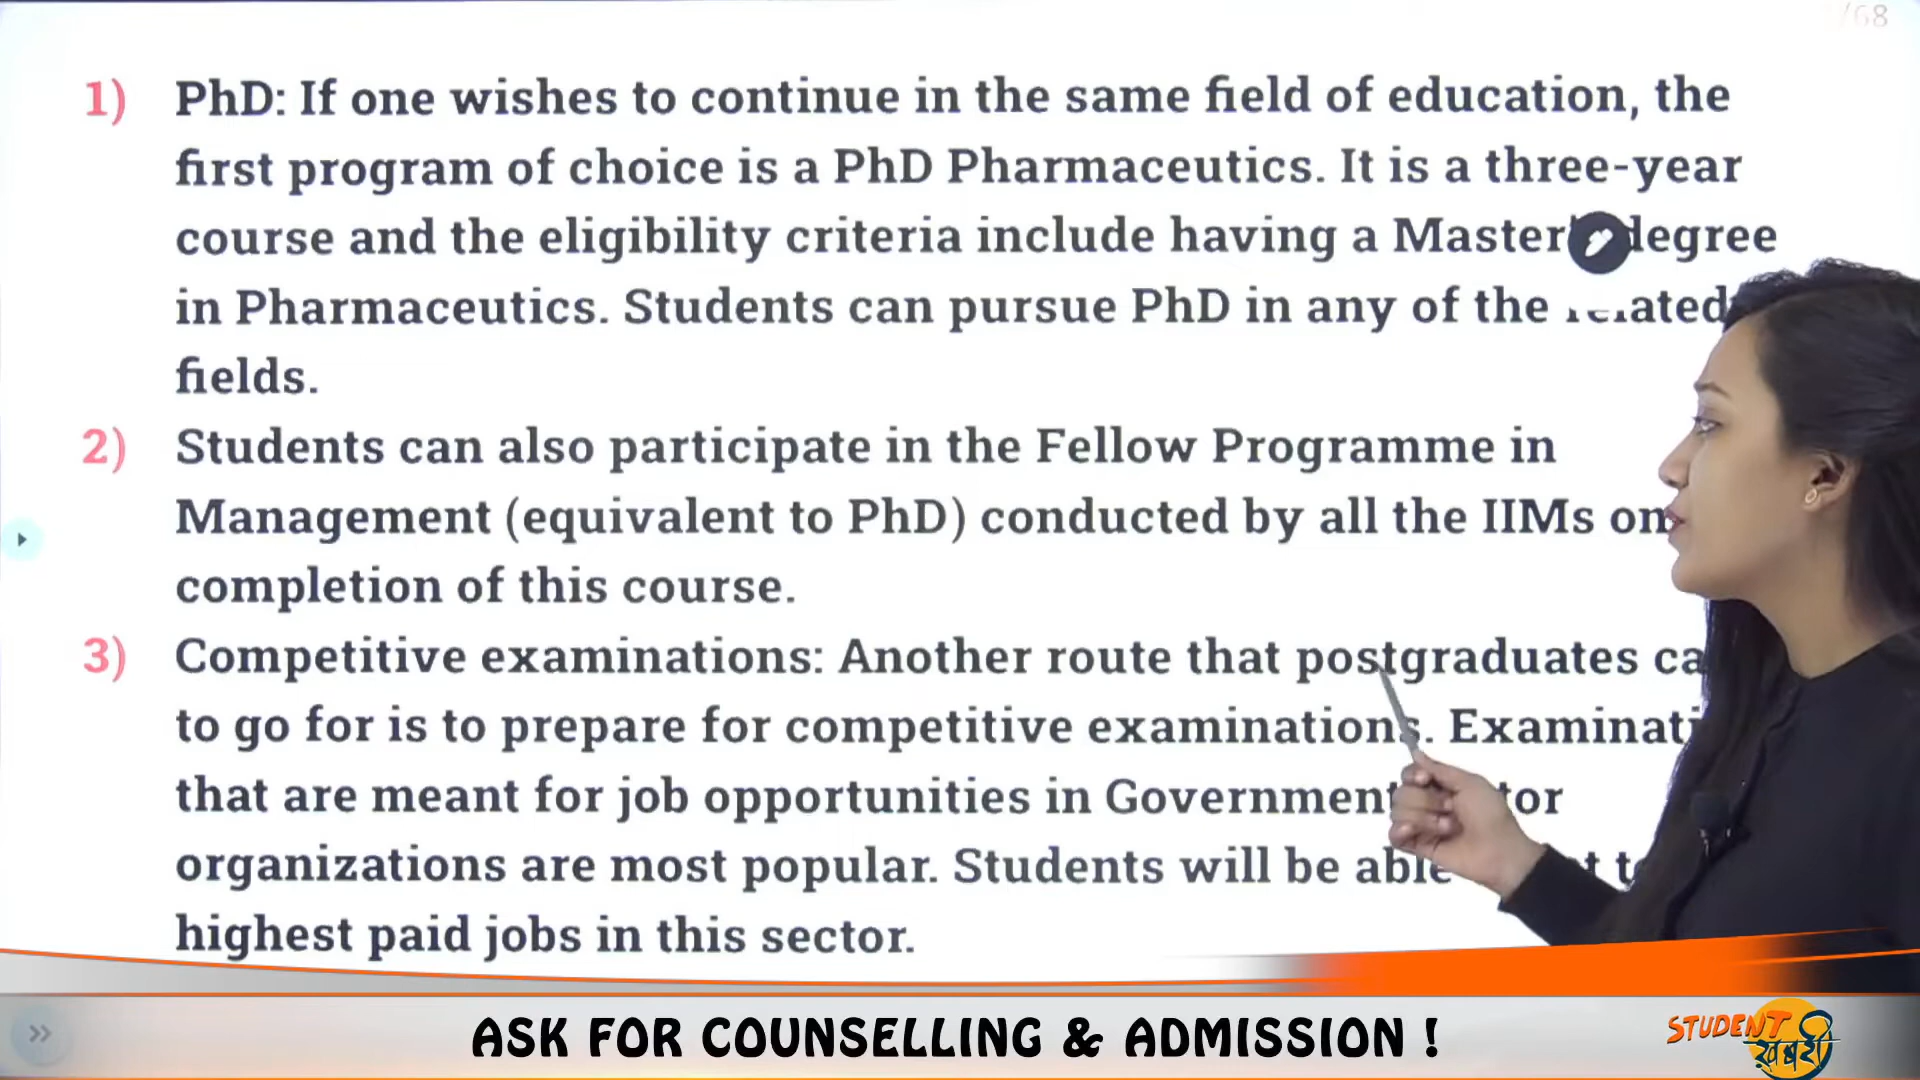 /68
1) PhD: If one wishes to continue in the same field of education, the
first program of choice is a PhD Pharmaceutics. It is a three-year
course and the eligibility criteria include having a Master degree
in Pharmaceutics. Students can pursue PhD in any of the
fields.
2) Students can also participate in the Fellow Programme in
Management (equivalent to PhD) conducted by all the IIMs on
completion of this course.
3) Competitive examinations: Another route that postgraduates
to go for is to prepare for competitive examinations.
that are meant for job opportunities in Government
organizations are most popular. Students will be able
highest paid jobs in this sector.
ASK FOR COUNSELLING & ADMISSION !
STUDENT
ख़बरी